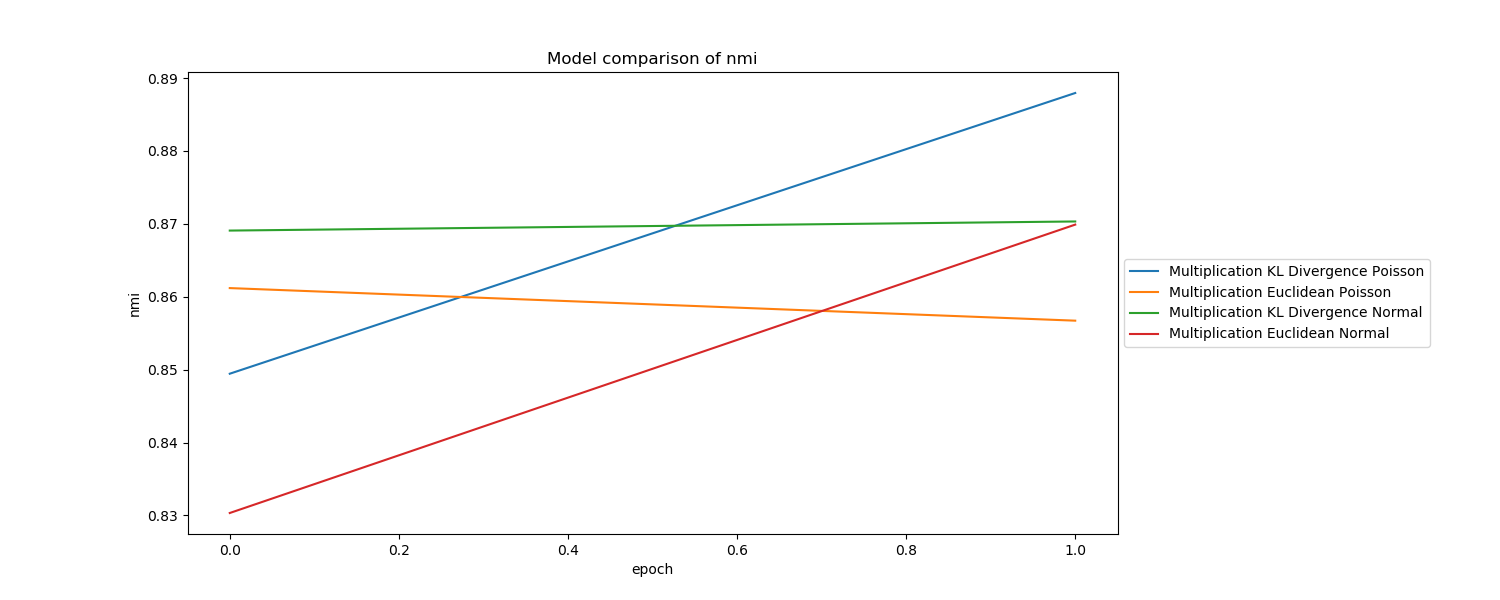 Model comparison of nmi
0.89
0.88
0.87
0.86
0.85
0.84
0.83
nmi
0.0
0.2
0.4
0.6
0.8
1.0
epoch
Multiplication KL Divergence Poisson
Multiplication Euclidean Poisson
Multiplication KL Divergence Normal
Multiplication Euclidean Normal